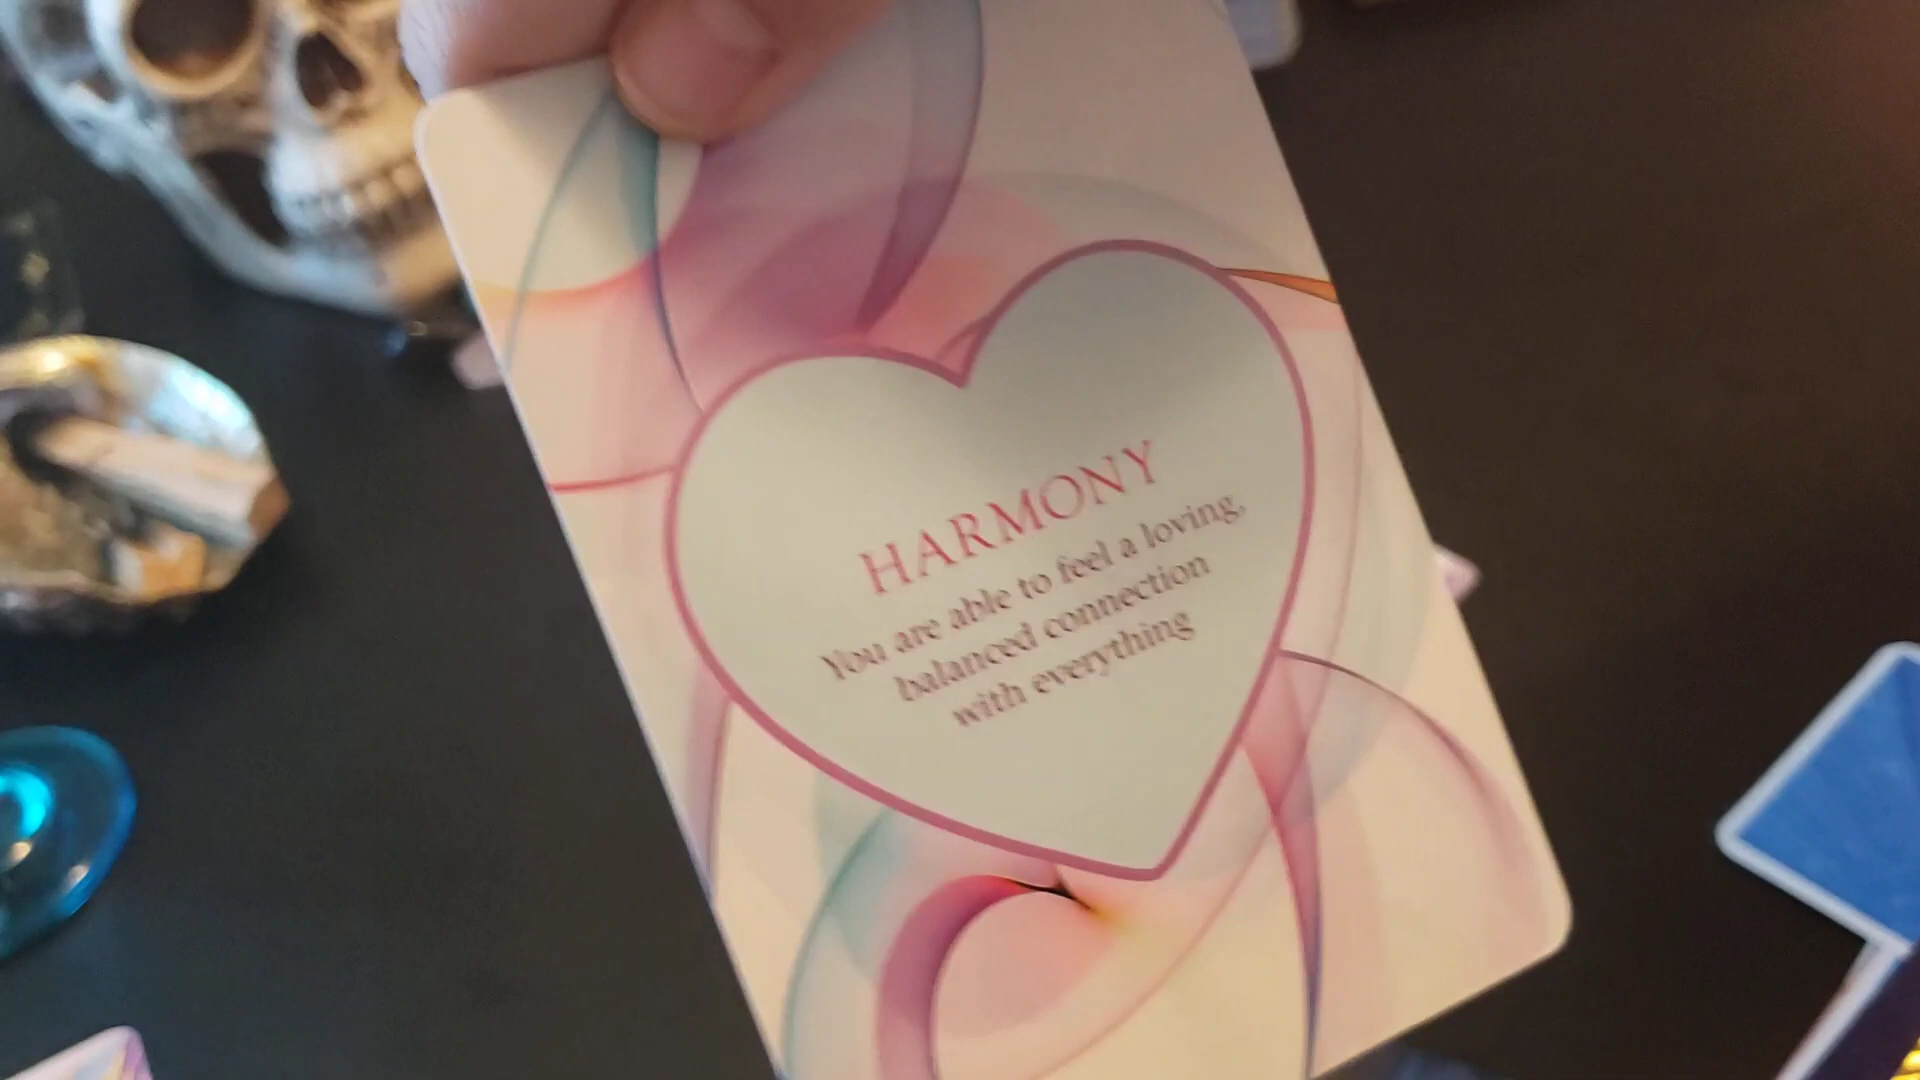 HARMONY
You are able to feel a loving,
balanced connection
with everything